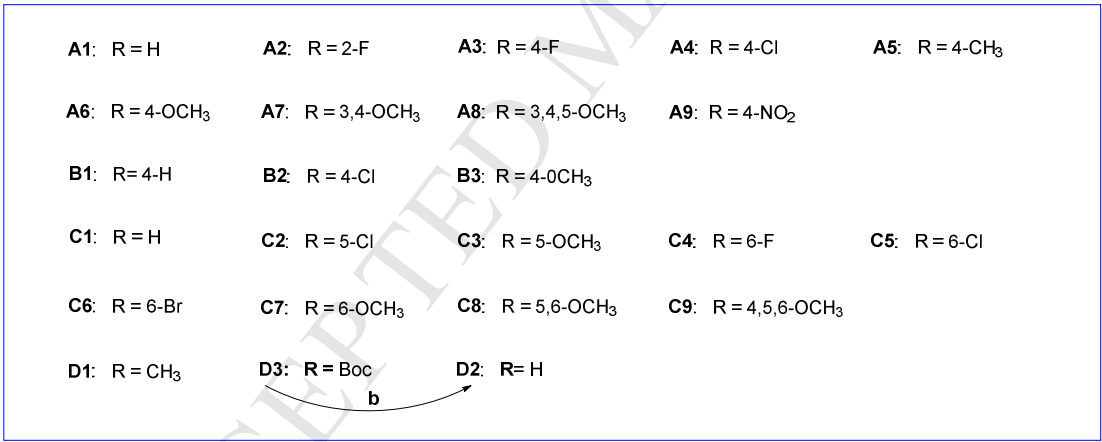 A1: R = H A2: R = 2-F A3: R = 4-F A4: R = 4-Cl A5: R = 4-CH3
A6: R = 4-OCH3 A7: R = 3,4-OCH3 A8: R = 3,4,5-OCH3 A9: R = 4-NO2
B1: R= 4-H B2: R = 4-Cl B3: R = 4-0CH3
C1: R = H C2: R = 5-Cl C3: R = 5-OCH3 C4: R = 6-F C5: R = 6-Cl
C6: R = 6-Br C7: R = 6-OCH3 C8: R = 5,6-OCH3 C9: R = 4,5,6-OCH3
D1: R = CH3 D3: R = Boc D2: R= H
b